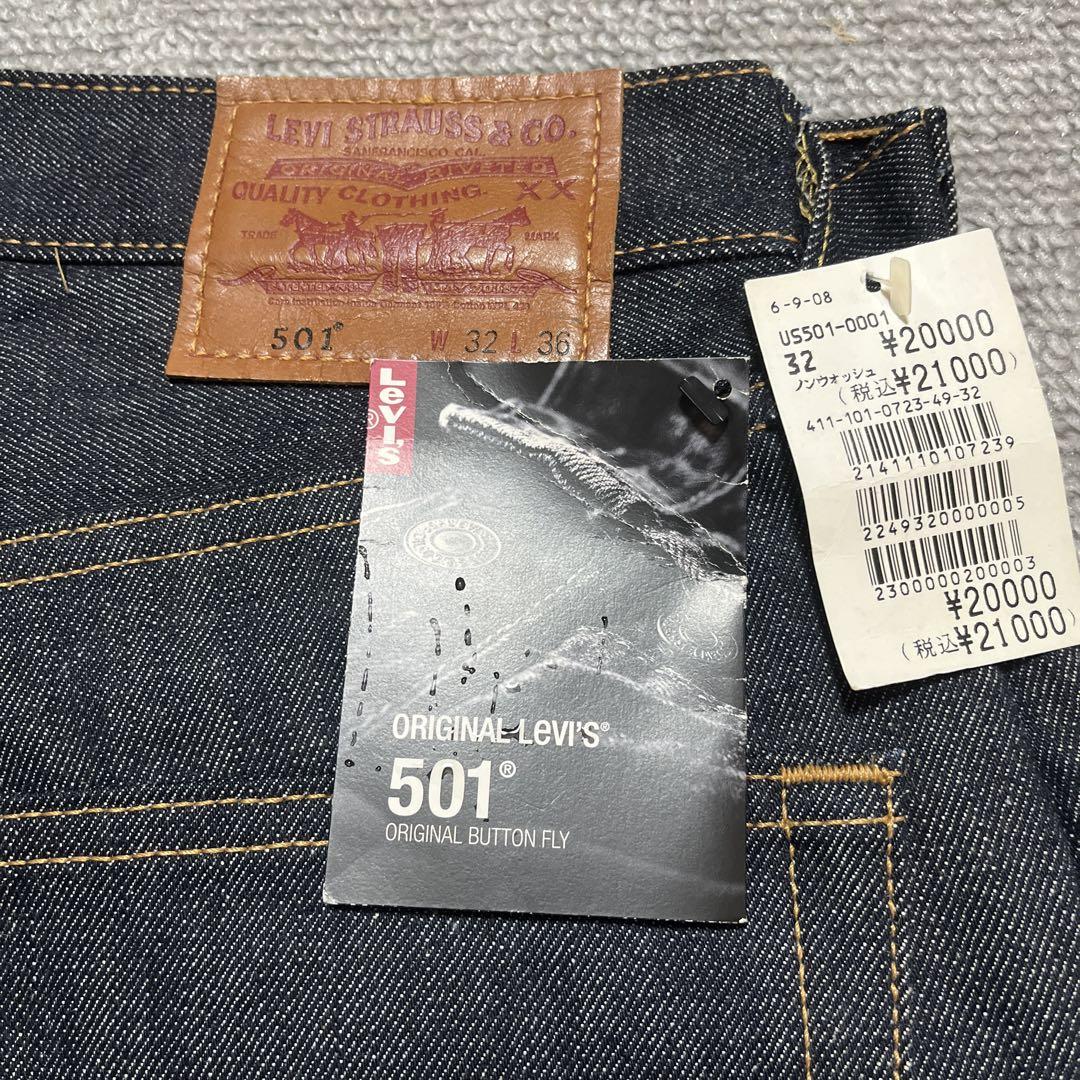 LEVI STRAUSS & CO.
SANFRANCISCO CAL.
ORIGINAL RIVETED
QUALITY CLOTHING. XX
TRADE MARK
501® W 32 L 36
Levi's
®
ORIGINAL Levi's®
501®
ORIGINAL BUTTON FLY
6-9-08
US501-0001
32 ¥20000
ノンウォッシュ
(税込¥21000)
411-101-0723-49-32
2141110107239
2249320000005
2300000200003
¥20000
(税込¥21000)